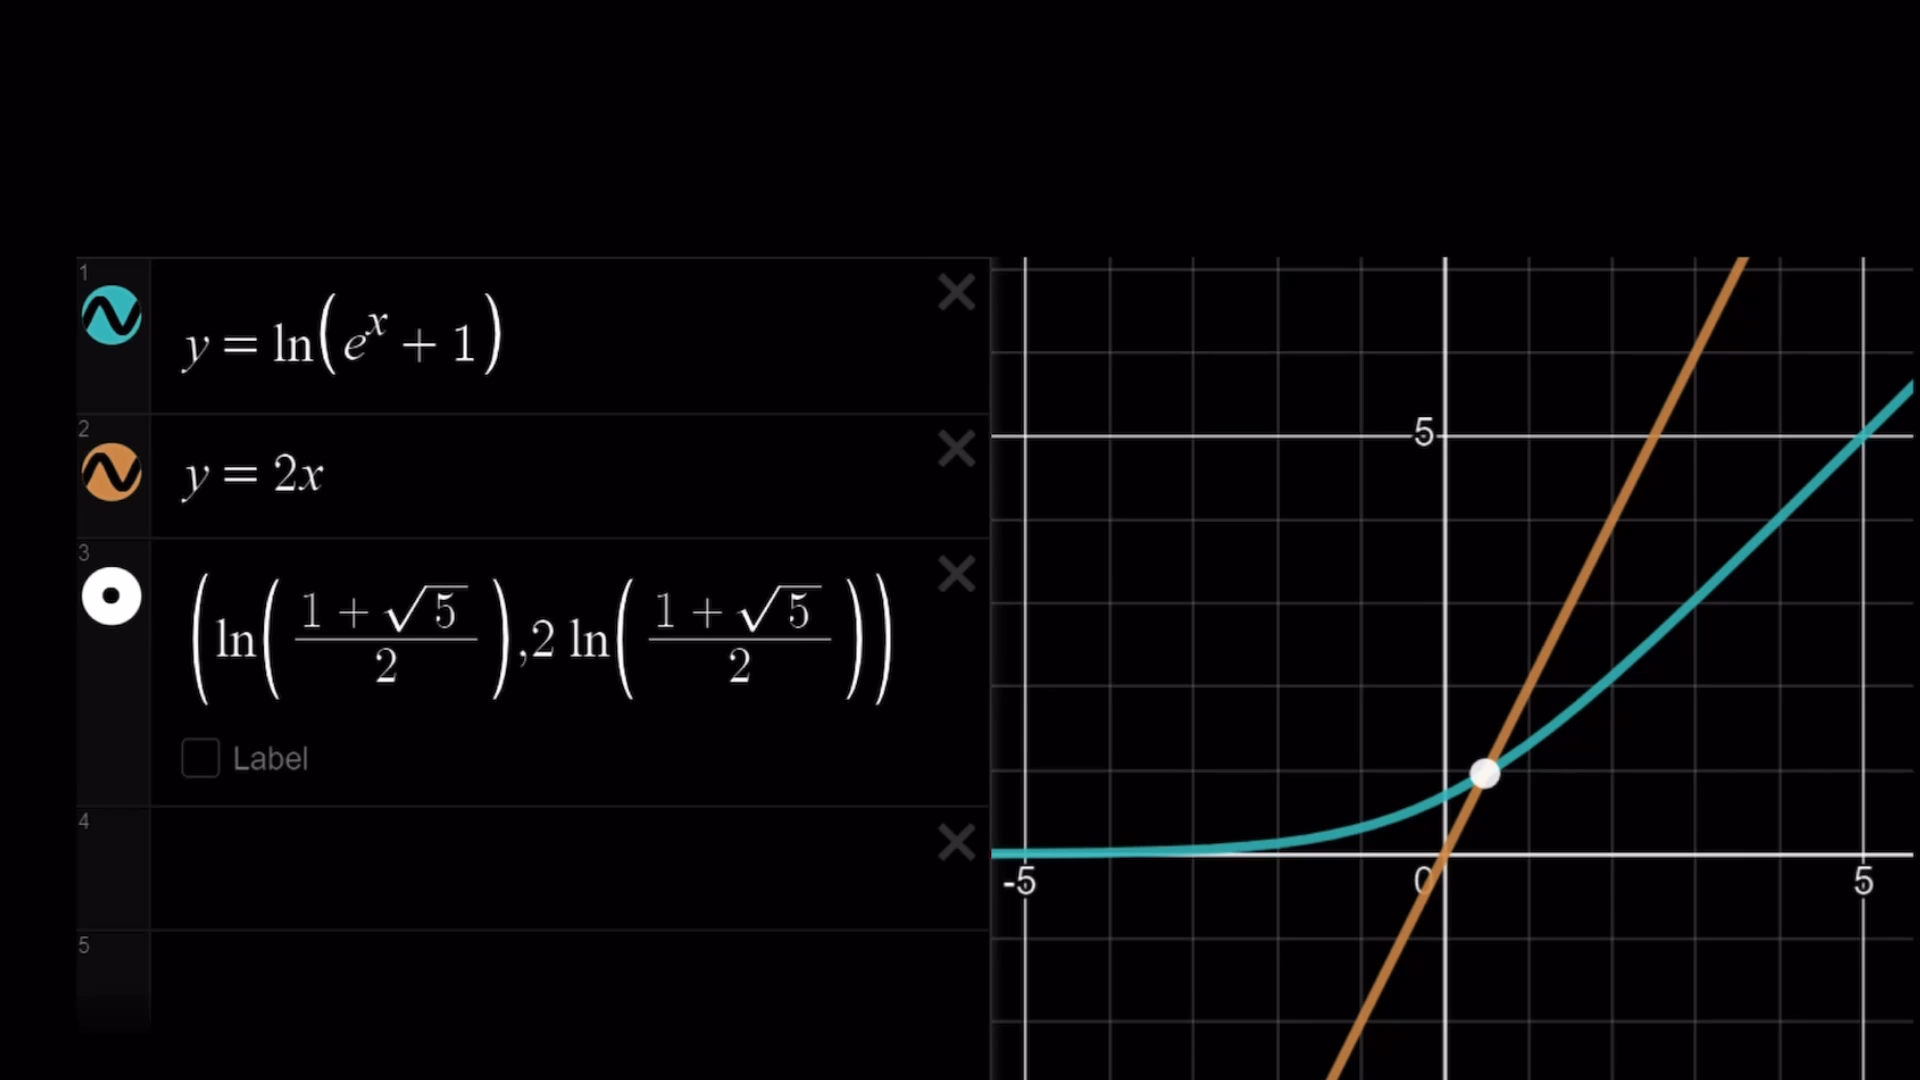 1
y = ln(e^x + 1)
2
y = 2x
3
(ln((1 + √5)/2), 2 ln((1 + √5)/2))
Label
4
5
5
-5
0
5